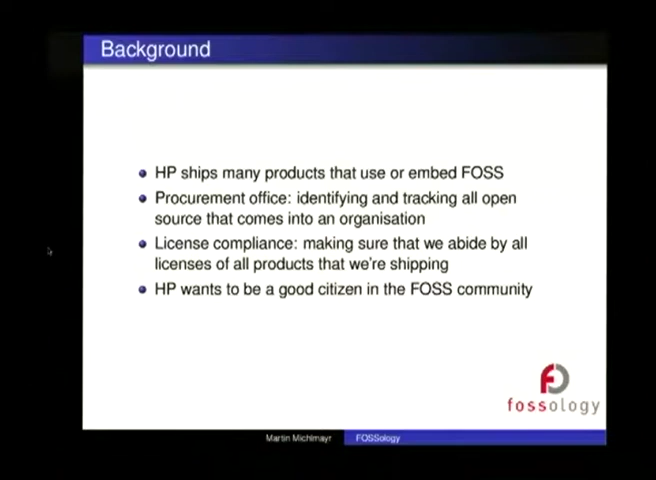 Background
HP ships many products that use or embed FOSS
Procurement office: identifying and tracking all open
source that comes into an organisation
License compliance: making sure that we abide by all
licenses of all products that we're shipping
HP wants to be a good citizen in the FOSS community
fossology
Martin Michlmayr
FOSSology